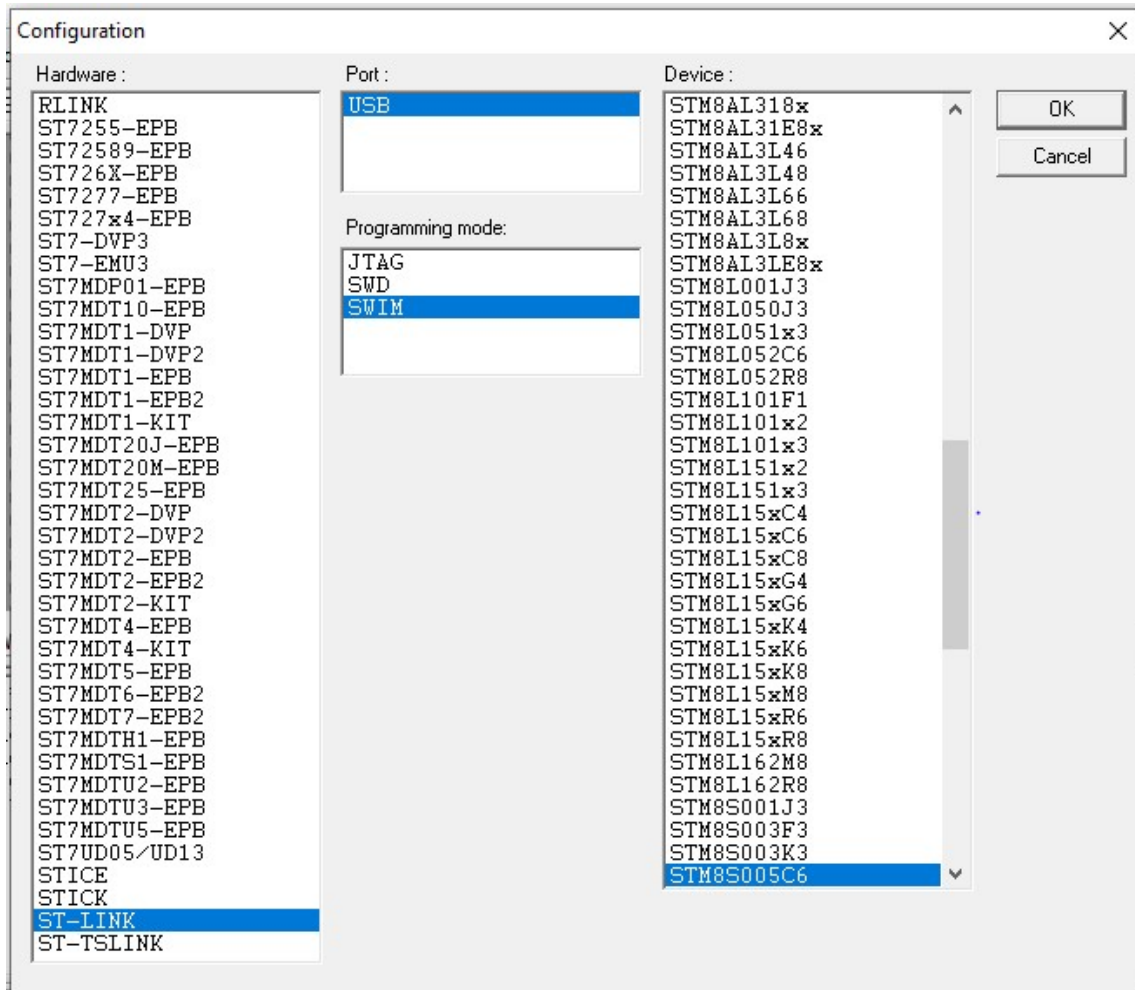 Configuration
Hardware :
RLINK
ST7255-EPB
ST72589-EPB
ST726X-EPB
ST7277-EPB
ST727x4-EPB
ST7-DVP3
ST7-EMU3
ST7MDP01-EPB
ST7MDT10-EPB
ST7MDT1-DVP
ST7MDT1-DVP2
ST7MDT1-EPB
ST7MDT1-EPB2
ST7MDT1-KIT
ST7MDT20J-EPB
ST7MDT20M-EPB
ST7MDT25-EPB
ST7MDT2-DVP
ST7MDT2-DVP2
ST7MDT2-EPB
ST7MDT2-EPB2
ST7MDT2-KIT
ST7MDT4-EPB
ST7MDT4-KIT
ST7MDT5-EPB
ST7MDT6-EPB2
ST7MDT7-EPB2
ST7MDTH1-EPB
ST7MDTS1-EPB
ST7MDTU2-EPB
ST7MDTU3-EPB
ST7MDTU5-EPB
ST7UD05/UD13
STICE
STICK
ST-LINK
ST-TSLINK
Port :
USB
Programming mode:
JTAG
SWD
SWIM
Device :
STM8AL318x
STM8AL31E8x
STM8AL3L46
STM8AL3L48
STM8AL3L66
STM8AL3L68
STM8AL3L8x
STM8AL3LE8x
STM8L001J3
STM8L050J3
STM8L051x3
STM8L052C6
STM8L052R8
STM8L101F1
STM8L101x2
STM8L101x3
STM8L151x2
STM8L151x3
STM8L15xC4
STM8L15xC6
STM8L15xC8
STM8L15xG4
STM8L15xG6
STM8L15xK4
STM8L15xK6
STM8L15xK8
STM8L15xM8
STM8L15xR6
STM8L15xR8
STM8L162M8
STM8L162R8
STM8S001J3
STM8S003F3
STM8S003K3
STM8S005C6
OK
Cancel